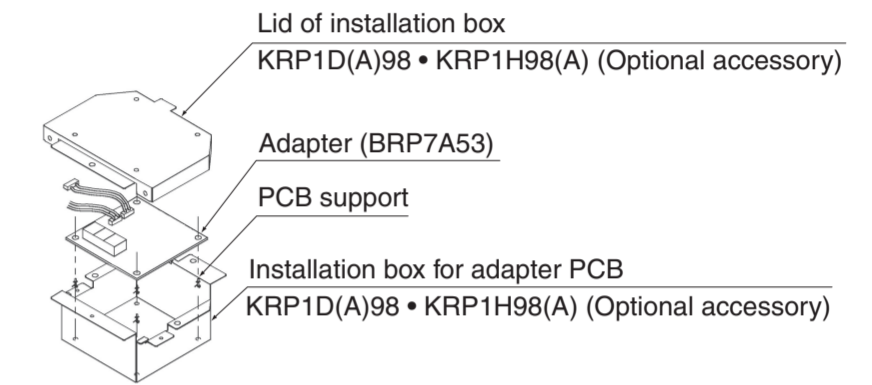 Lid of installation box
KRP1D(A)98 • KRP1H98(A) (Optional accessory)
Adapter (BRP7A53)
PCB support
Installation box for adapter PCB
KRP1D(A)98 • KRP1H98(A) (Optional accessory)